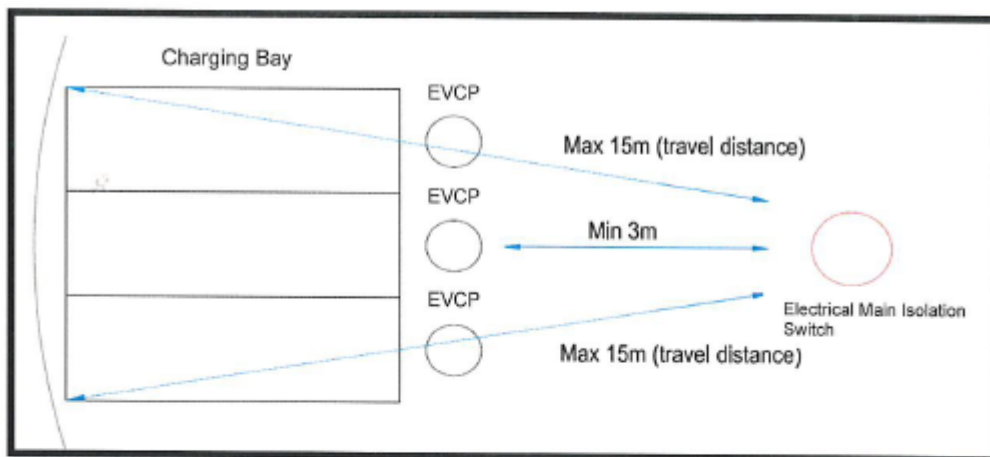 Charging Bay
EVCP
Max 15m (travel distance)
EVCP
Min 3m
EVCP
Electrical Main Isolation
Switch
Max 15m (travel distance)